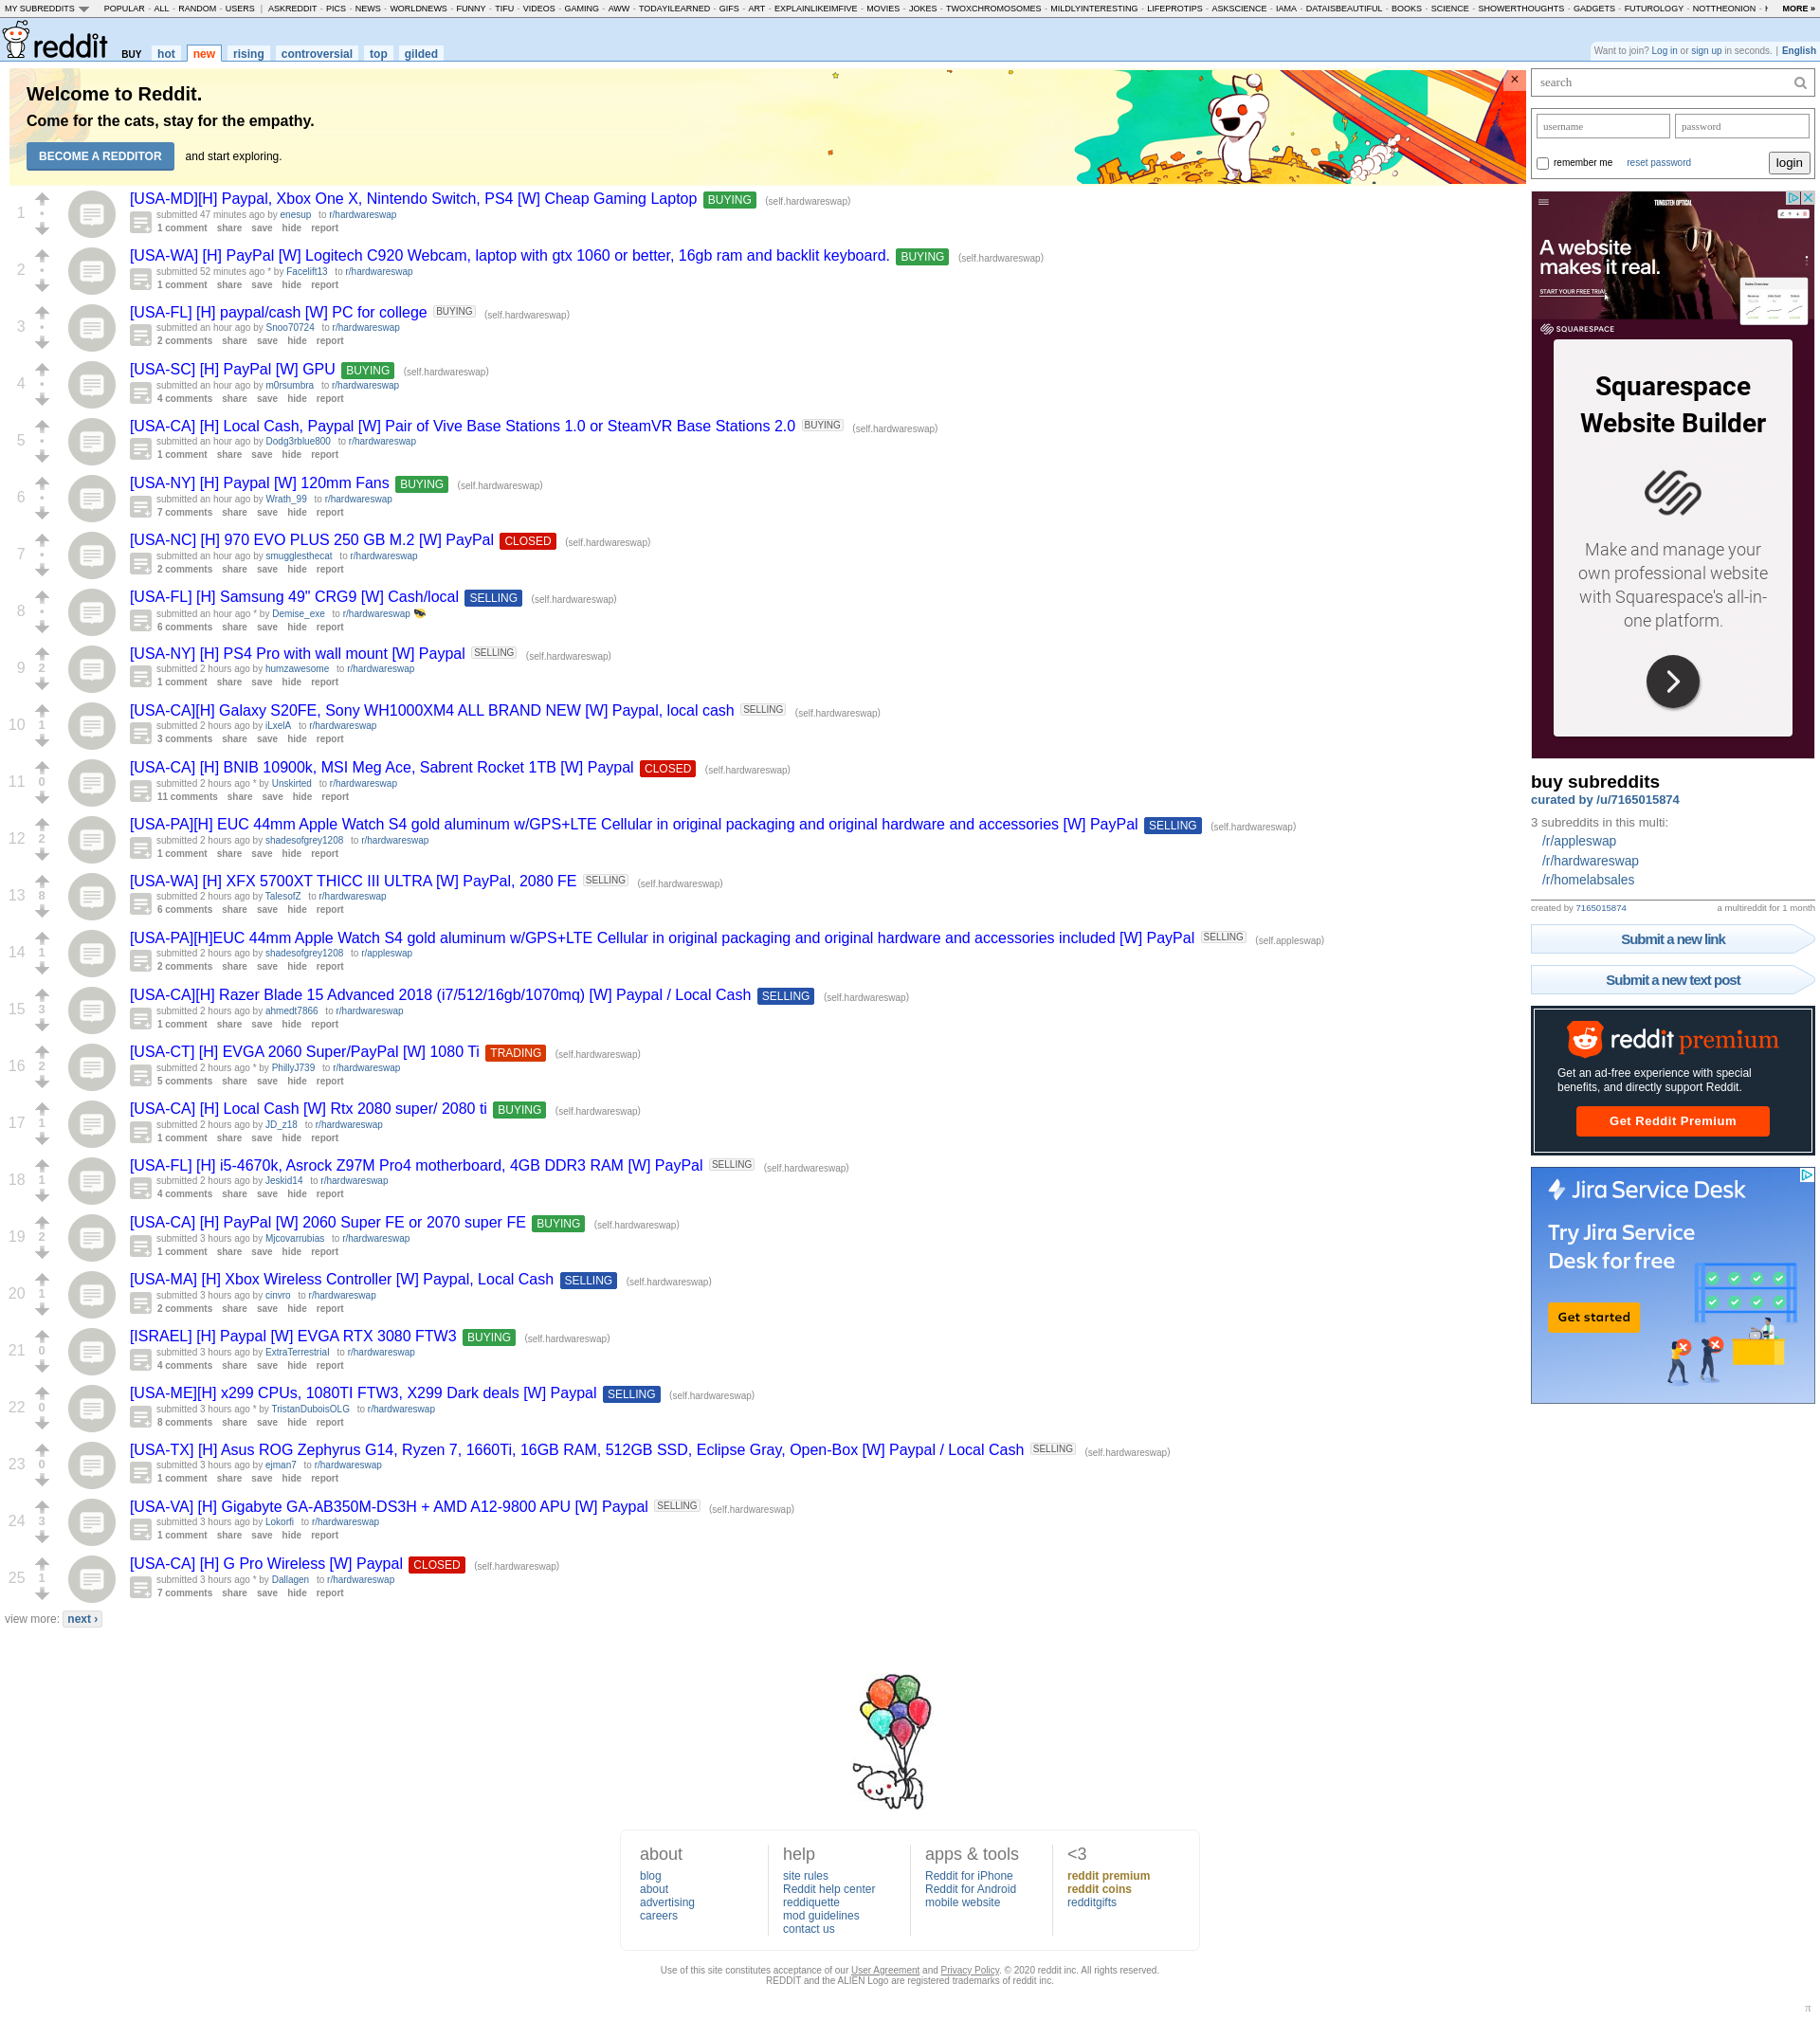 MY SUBREDDITS POPULAR - ALL - RANDOM - USERS | ASKREDDIT - PICS - NEWS - WORLDNEWS - FUNNY - TIFU - VIDEOS - GAMING - AWW - TODAYILEARNED - GIFS - ART - EXPLAINLIKEIMFIVE - MOVIES - JOKES - TWOXCHROMOSOMES - MILDLYINTERESTING - LIFEPROTIPS - ASKSCIENCE - IAMA - DATAISBEAUTIFUL - BOOKS - SCIENCE - SHOWERTHOUGHTS - GADGETS - FUTUROLOGY - NOTTHEONION - MORE »
reddit BUY hot new rising controversial top gilded
Want to join? Log in or sign up in seconds. | English
Welcome to Reddit.
Come for the cats, stay for the empathy.
BECOME A REDDITOR and start exploring.
×
1
[USA-MD][H] Paypal, Xbox One X, Nintendo Switch, PS4 [W] Cheap Gaming Laptop BUYING (self.hardwareswap)
submitted 47 minutes ago by enesup to r/hardwareswap
1 comment share save hide report
2
[USA-WA] [H] PayPal [W] Logitech C920 Webcam, laptop with gtx 1060 or better, 16gb ram and backlit keyboard. BUYING (self.hardwareswap)
submitted 52 minutes ago * by Facelift13 to r/hardwareswap
1 comment share save hide report
3
[USA-FL] [H] paypal/cash [W] PC for college BUYING (self.hardwareswap)
submitted an hour ago by Snoo70724 to r/hardwareswap
2 comments share save hide report
4
[USA-SC] [H] PayPal [W] GPU BUYING (self.hardwareswap)
submitted an hour ago by m0rsumbra to r/hardwareswap
4 comments share save hide report
5
[USA-CA] [H] Local Cash, Paypal [W] Pair of Vive Base Stations 1.0 or SteamVR Base Stations 2.0 BUYING (self.hardwareswap)
submitted an hour ago by Dodg3rblue800 to r/hardwareswap
1 comment share save hide report
6
[USA-NY] [H] Paypal [W] 120mm Fans BUYING (self.hardwareswap)
submitted an hour ago by Wrath_99 to r/hardwareswap
7 comments share save hide report
7
[USA-NC] [H] 970 EVO PLUS 250 GB M.2 [W] PayPal CLOSED (self.hardwareswap)
submitted an hour ago by smugglesthecat to r/hardwareswap
2 comments share save hide report
8
[USA-FL] [H] Samsung 49" CRG9 [W] Cash/local SELLING (self.hardwareswap)
submitted an hour ago * by Demise_exe to r/hardwareswap
6 comments share save hide report
9 2
[USA-NY] [H] PS4 Pro with wall mount [W] Paypal SELLING (self.hardwareswap)
submitted 2 hours ago by humzawesome to r/hardwareswap
1 comment share save hide report
10 1
[USA-CA][H] Galaxy S20FE, Sony WH1000XM4 ALL BRAND NEW [W] Paypal, local cash SELLING (self.hardwareswap)
submitted 2 hours ago by iLxelA to r/hardwareswap
3 comments share save hide report
11 0
[USA-CA] [H] BNIB 10900k, MSI Meg Ace, Sabrent Rocket 1TB [W] Paypal CLOSED (self.hardwareswap)
submitted 2 hours ago * by Unskirted to r/hardwareswap
11 comments share save hide report
12 2
[USA-PA][H] EUC 44mm Apple Watch S4 gold aluminum w/GPS+LTE Cellular in original packaging and original hardware and accessories [W] PayPal SELLING (self.hardwareswap)
submitted 2 hours ago by shadesofgrey1208 to r/hardwareswap
1 comment share save hide report
13 8
[USA-WA] [H] XFX 5700XT THICC III ULTRA [W] PayPal, 2080 FE SELLING (self.hardwareswap)
submitted 2 hours ago by TalesofZ to r/hardwareswap
6 comments share save hide report
14 1
[USA-PA][H]EUC 44mm Apple Watch S4 gold aluminum w/GPS+LTE Cellular in original packaging and original hardware and accessories included [W] PayPal SELLING (self.appleswap)
submitted 2 hours ago by shadesofgrey1208 to r/appleswap
2 comments share save hide report
15 3
[USA-CA][H] Razer Blade 15 Advanced 2018 (i7/512/16gb/1070mq) [W] Paypal / Local Cash SELLING (self.hardwareswap)
submitted 2 hours ago by ahmedt7866 to r/hardwareswap
1 comment share save hide report
16 2
[USA-CT] [H] EVGA 2060 Super/PayPal [W] 1080 Ti TRADING (self.hardwareswap)
submitted 2 hours ago * by PhillyJ739 to r/hardwareswap
5 comments share save hide report
17 1
[USA-CA] [H] Local Cash [W] Rtx 2080 super/ 2080 ti BUYING (self.hardwareswap)
submitted 2 hours ago by JD_z18 to r/hardwareswap
1 comment share save hide report
18 1
[USA-FL] [H] i5-4670k, Asrock Z97M Pro4 motherboard, 4GB DDR3 RAM [W] PayPal SELLING (self.hardwareswap)
submitted 2 hours ago by Jeskid14 to r/hardwareswap
4 comments share save hide report
19 2
[USA-CA] [H] PayPal [W] 2060 Super FE or 2070 super FE BUYING (self.hardwareswap)
submitted 3 hours ago by Mjcovarrubias to r/hardwareswap
1 comment share save hide report
20 1
[USA-MA] [H] Xbox Wireless Controller [W] Paypal, Local Cash SELLING (self.hardwareswap)
submitted 3 hours ago by cinvro to r/hardwareswap
2 comments share save hide report
21 0
[ISRAEL] [H] Paypal [W] EVGA RTX 3080 FTW3 BUYING (self.hardwareswap)
submitted 3 hours ago by ExtraTerrestrial to r/hardwareswap
4 comments share save hide report
22 0
[USA-ME][H] x299 CPUs, 1080TI FTW3, X299 Dark deals [W] Paypal SELLING (self.hardwareswap)
submitted 3 hours ago * by TristanDuboisOLG to r/hardwareswap
8 comments share save hide report
23 0
[USA-TX] [H] Asus ROG Zephyrus G14, Ryzen 7, 1660Ti, 16GB RAM, 512GB SSD, Eclipse Gray, Open-Box [W] Paypal / Local Cash SELLING (self.hardwareswap)
submitted 3 hours ago by ejman7 to r/hardwareswap
1 comment share save hide report
24 3
[USA-VA] [H] Gigabyte GA-AB350M-DS3H + AMD A12-9800 APU [W] Paypal SELLING (self.hardwareswap)
submitted 3 hours ago by Lokorfi to r/hardwareswap
1 comment share save hide report
25 1
[USA-CA] [H] G Pro Wireless [W] Paypal CLOSED (self.hardwareswap)
submitted 3 hours ago * by Dallagen to r/hardwareswap
7 comments share save hide report
view more: next ›
search
username password
remember me reset password login
TUNGSTEN OPTICAL
A website
makes it real.
START YOUR FREE TRIAL
SQUARESPACE
Squarespace
Website Builder
Make and manage your
own professional website
with Squarespace's all-in-
one platform.
buy subreddits
curated by /u/7165015874
3 subreddits in this multi:
/r/appleswap
/r/hardwareswap
/r/homelabsales
created by 7165015874 a multireddit for 1 month
Submit a new link
Submit a new text post
reddit premium
Get an ad-free experience with special
benefits, and directly support Reddit.
Get Reddit Premium
Jira Service Desk
Try Jira Service
Desk for free
Get started
about
blog
about
advertising
careers
help
site rules
Reddit help center
reddiquette
mod guidelines
contact us
apps & tools
Reddit for iPhone
Reddit for Android
mobile website
<3
reddit premium
reddit coins
redditgifts
Use of this site constitutes acceptance of our User Agreement and Privacy Policy. © 2020 reddit inc. All rights reserved.
REDDIT and the ALIEN Logo are registered trademarks of reddit inc.
π